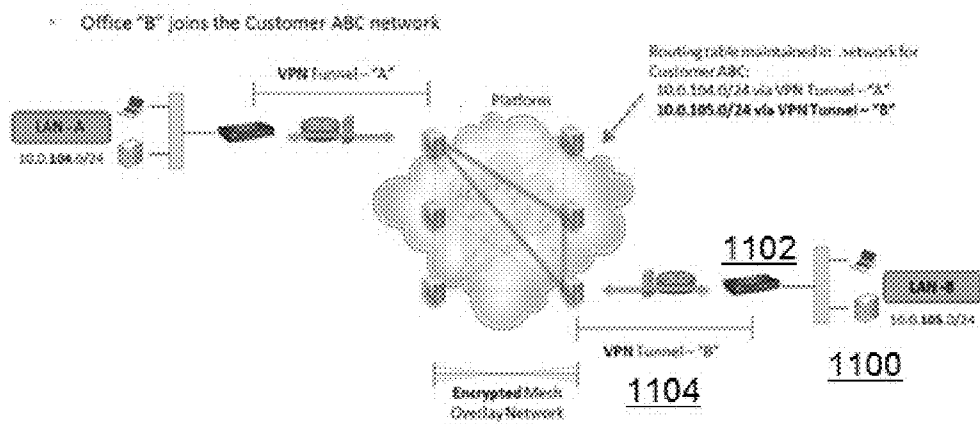 Office "B" joins the Customer ABC network
VPN Tunnel – "A"
Routing table maintained in network for
Customer ABC:
10.0.104.0/24 via VPN Tunnel – "A"
10.0.105.0/24 via VPN Tunnel – "B"
Platform
LAN - A
10.0.104.0/24
1102
LAN -B
10.0.105.0/24
VPN Tunnel – "B"
1100
1104
Encrypted Mesh
Overlay Network